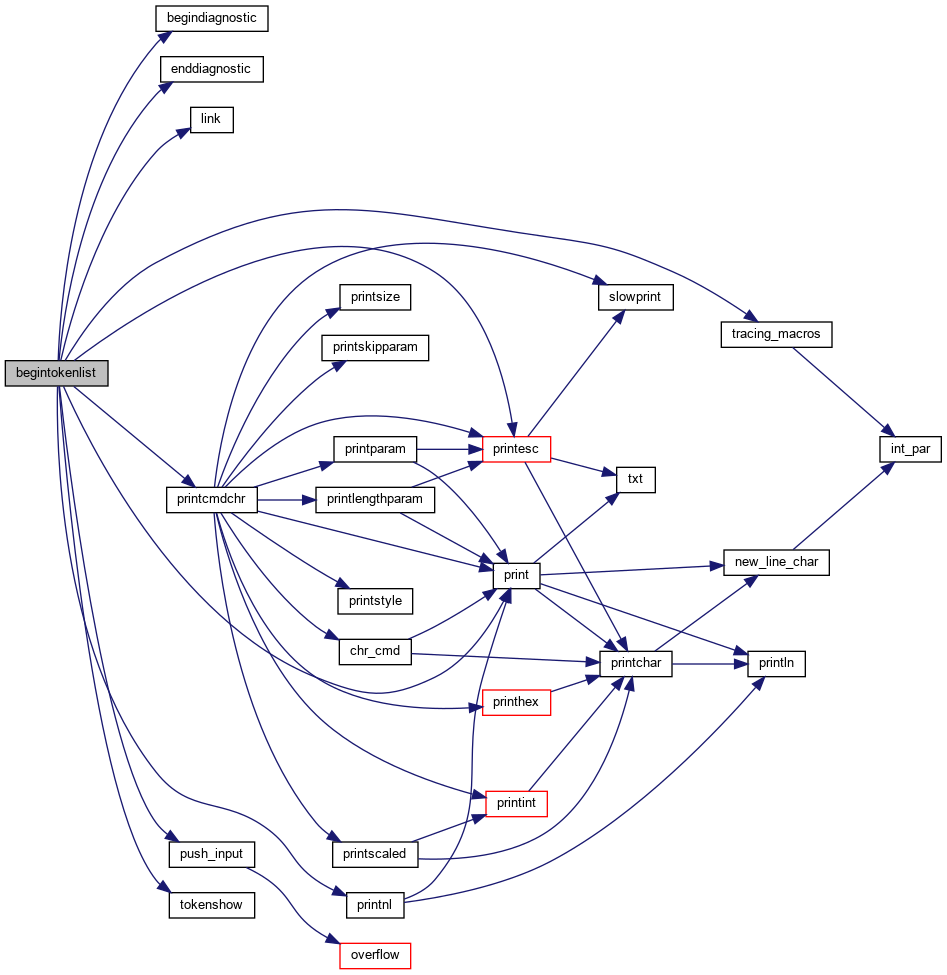 begindiagnostic
enddiagnostic
link
slowprint
printsize
tracing_macros
printskipparam
begintokenlist
printesc
printparam
int_par
txt
printcmdchr
printlengthparam
new_line_char
print
printstyle
chr_cmd
printchar
println
printhex
printint
push_input
printscaled
tokenshow
printnl
overflow